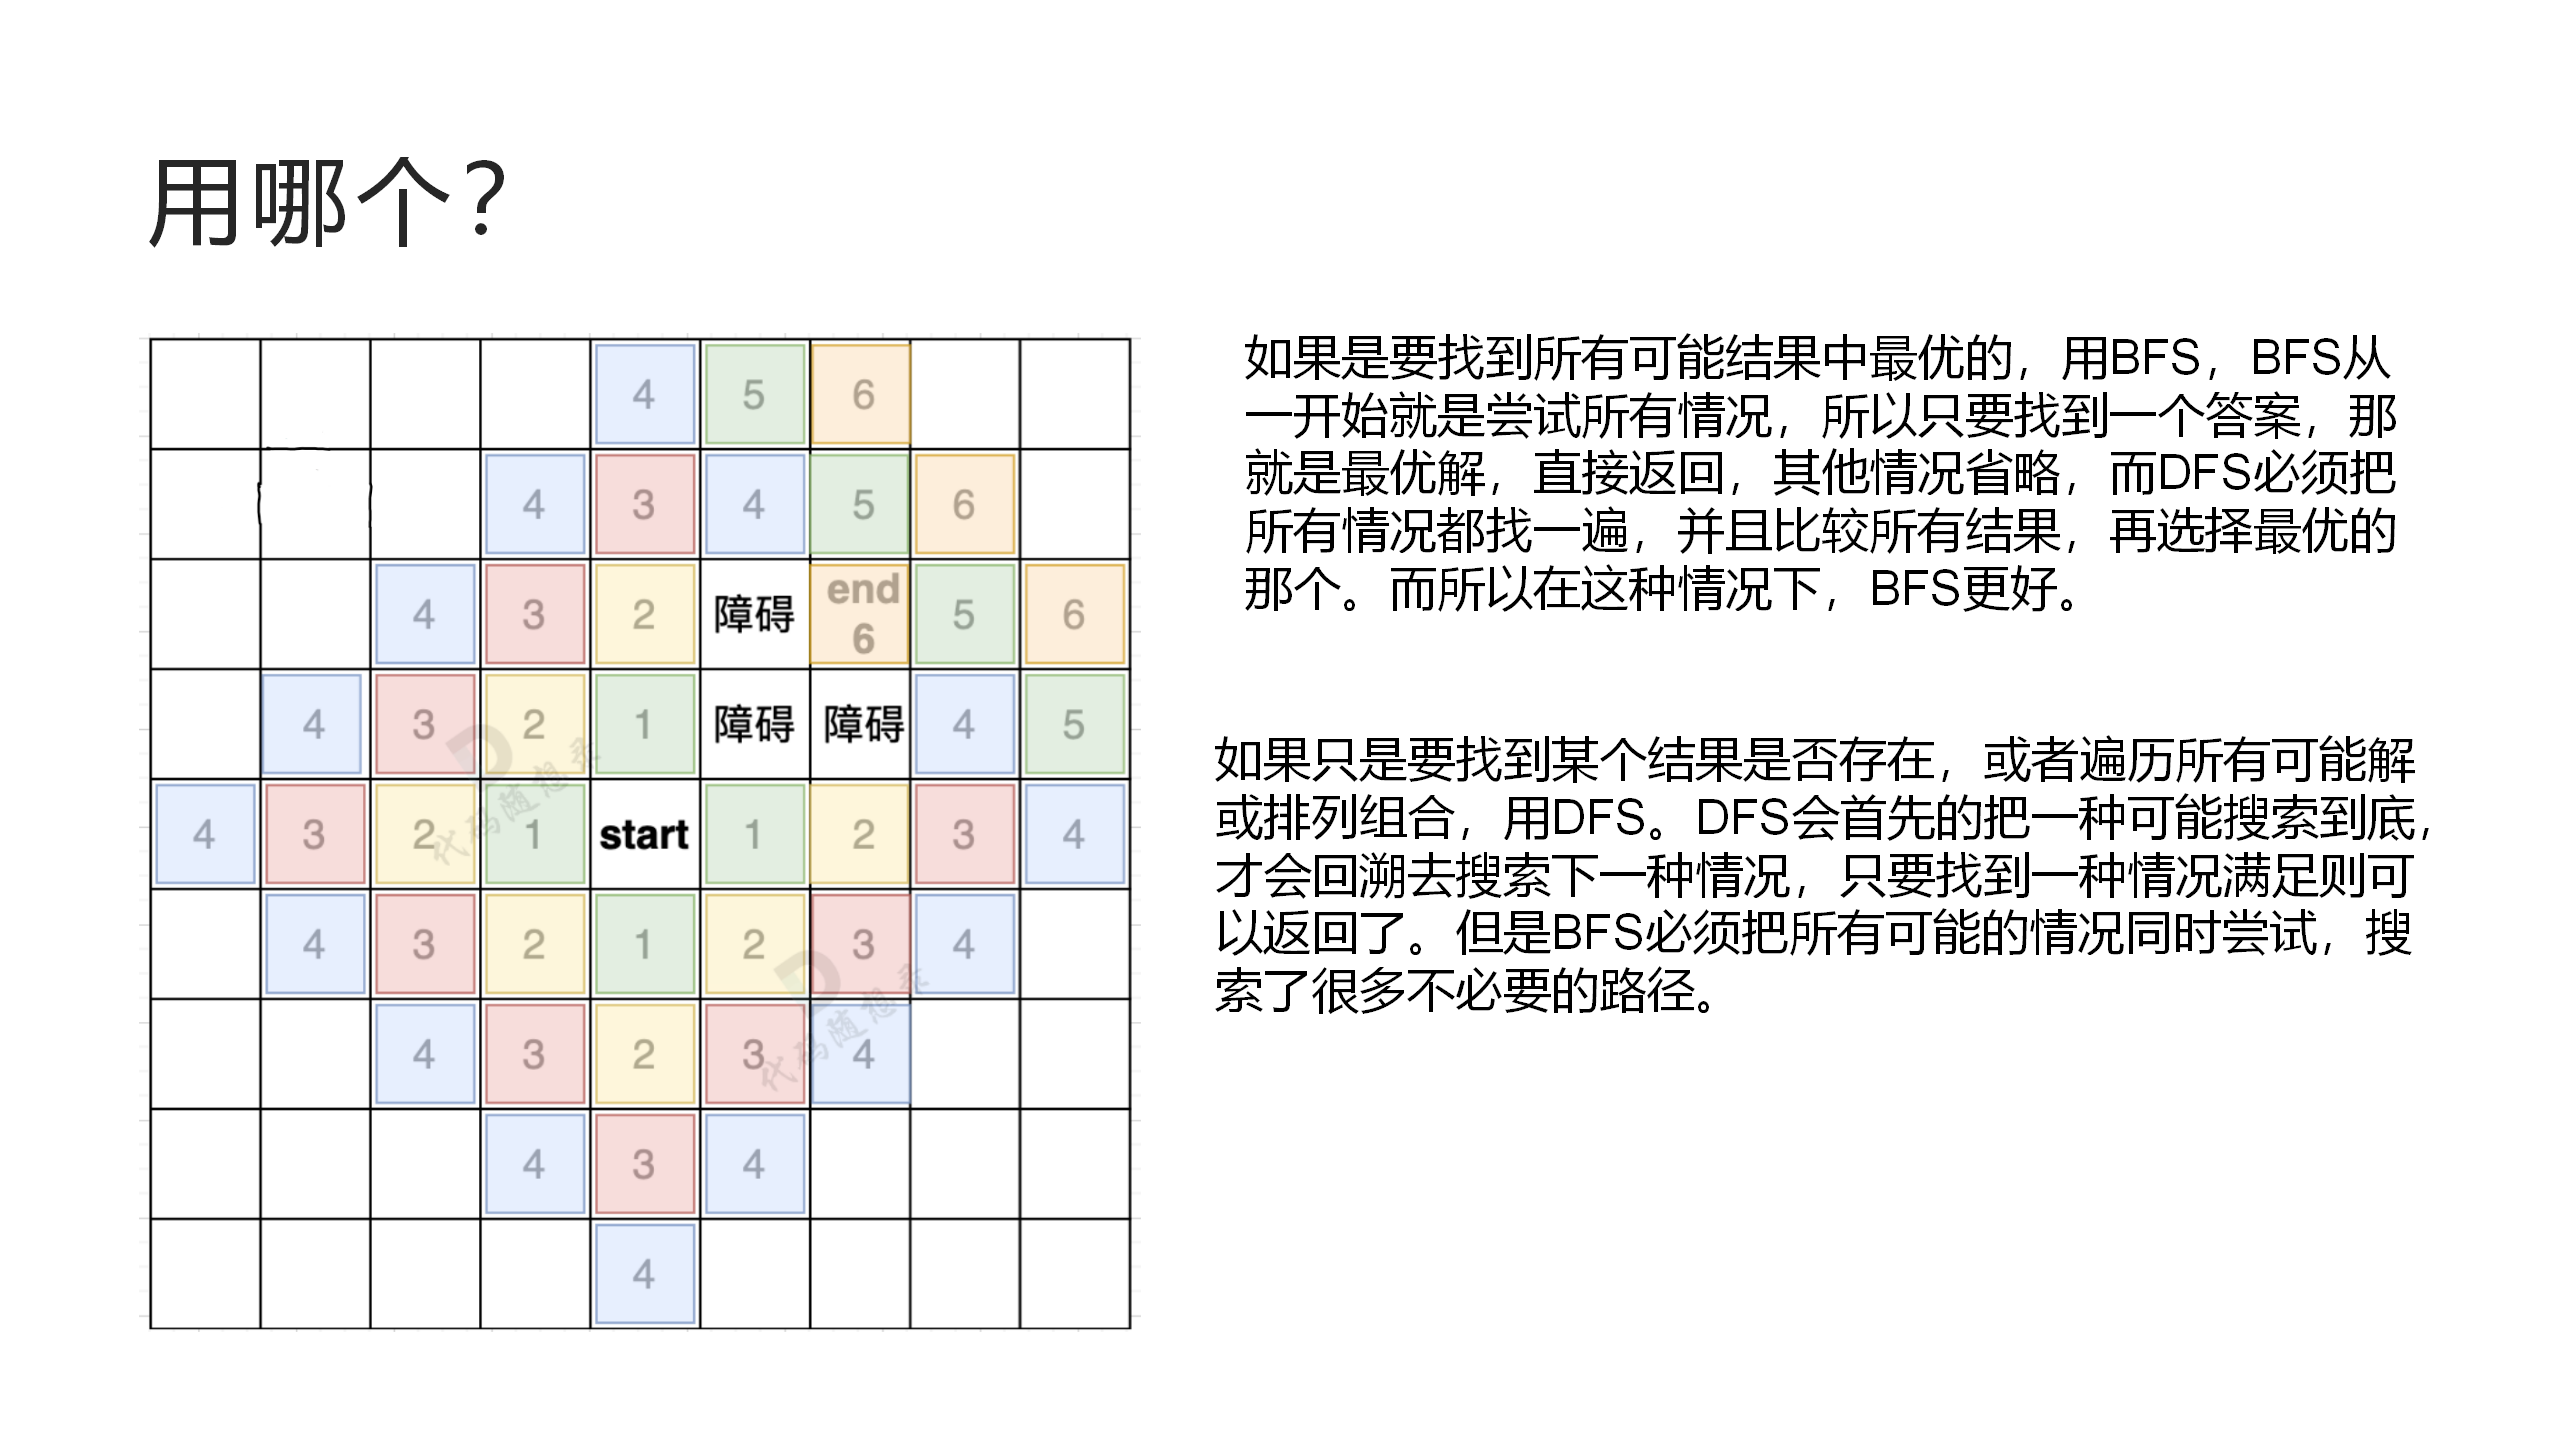 用哪个？
4 5 6
4 3 4 5 6
4 3 2 障碍 end 6 5 6
4 3 2 1 障碍 障碍 4 5
4 3 2 1 start 1 2 3 4
4 3 2 1 2 3 4
4 3 2 3 4
4 3 4
4
代码随想录
代码随想录
如果是要找到所有可能结果中最优的，用BFS，BFS从
一开始就是尝试所有情况，所以只要找到一个答案，那
就是最优解，直接返回，其他情况省略，而DFS必须把
所有情况都找一遍，并且比较所有结果，再选择最优的
那个。而所以在这种情况下，BFS更好。
如果只是要找到某个结果是否存在，或者遍历所有可能解
或排列组合，用DFS。DFS会首先的把一种可能搜索到底，
才会回溯去搜索下一种情况，只要找到一种情况满足则可
以返回了。但是BFS必须把所有可能的情况同时尝试，搜
索了很多不必要的路径。